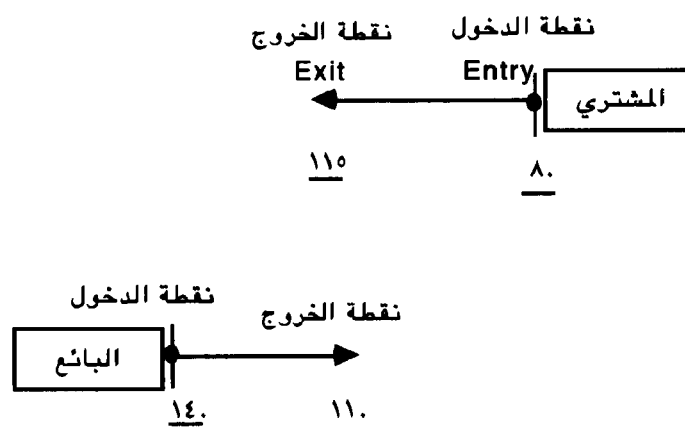 نقطة الدخول نقطة الخروج
Entry Exit
المشتري
٨٠ ١١٥
نقطة الدخول
نقطة الخروج
البائع
١٤٠ ١١٠